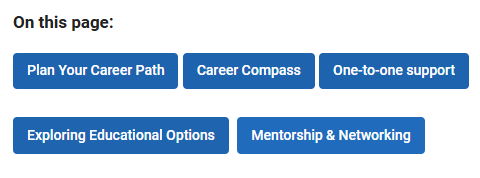 On this page:
Plan Your Career Path Career Compass One-to-one support
Exploring Educational Options Mentorship & Networking